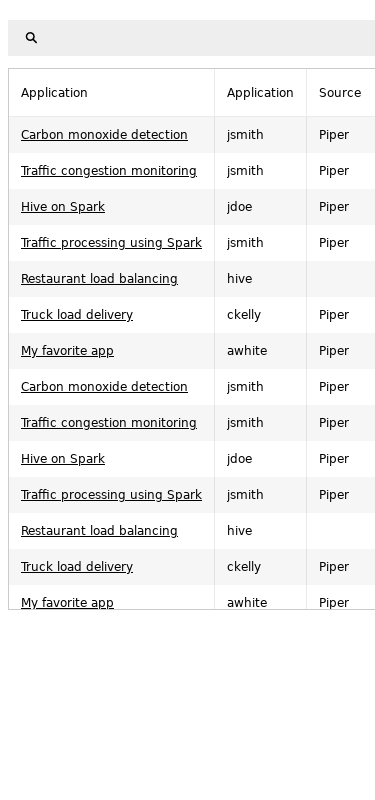 Application Application Source
Carbon monoxide detection jsmith Piper
Traffic congestion monitoring jsmith Piper
Hive on Spark jdoe Piper
Traffic processing using Spark jsmith Piper
Restaurant load balancing hive
Truck load delivery ckelly Piper
My favorite app awhite Piper
Carbon monoxide detection jsmith Piper
Traffic congestion monitoring jsmith Piper
Hive on Spark jdoe Piper
Traffic processing using Spark jsmith Piper
Restaurant load balancing hive
Truck load delivery ckelly Piper
My favorite app awhite Piper